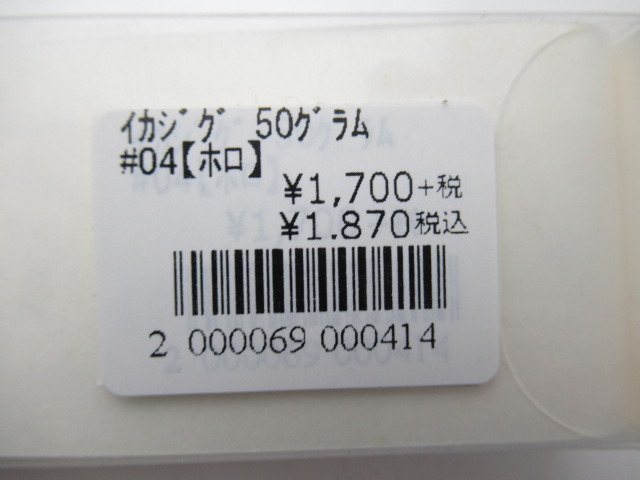 ｲｶｼﾞｸﾞ 50ｸﾞﾗﾑ
#04【ホロ】
¥1,700+税
¥1.870税込
2 000069 000414